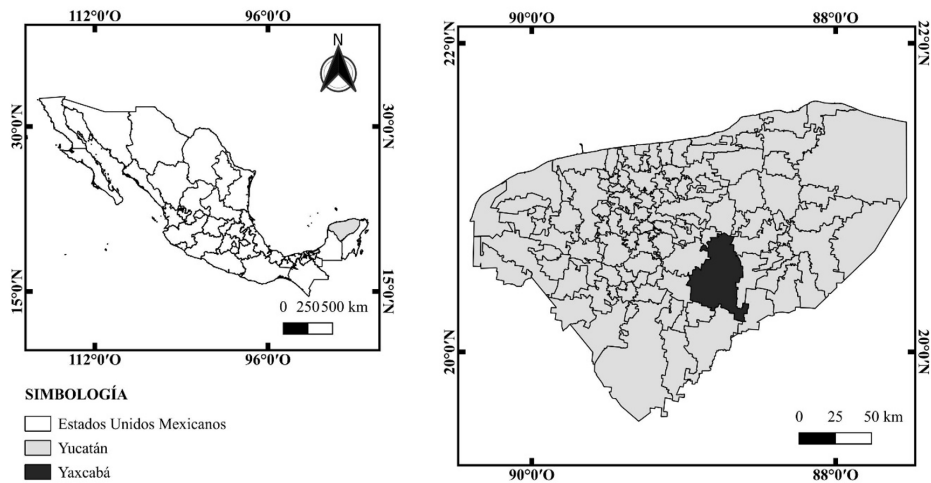 112°0'O 96°0'O
N
30°0'N 30°0'N
15°0'N 15°0'N
0 250 500 km
112°0'O 96°0'O
SIMBOLOGÍA
Estados Unidos Mexicanos
Yucatán
Yaxcabá
90°0'O 88°0'O
22°0'N 22°0'N
20°0'N 20°0'N
0 25 50 km
90°0'O 88°0'O